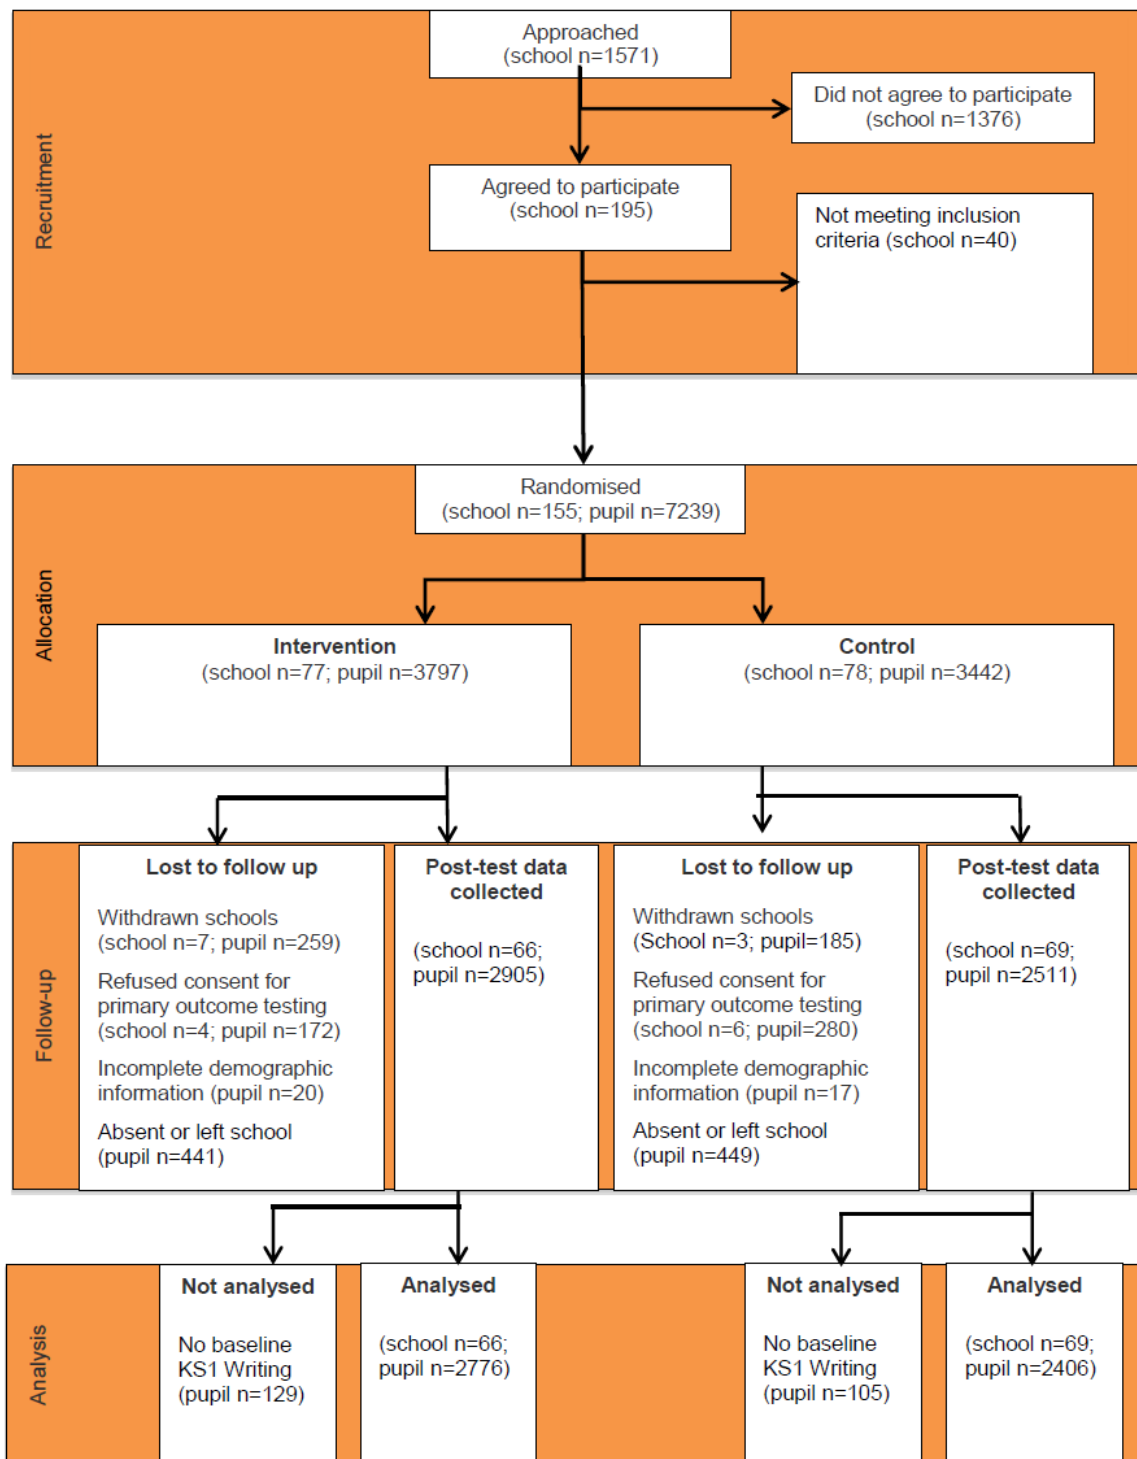 Recruitment
Approached
(school n=1571)
Did not agree to participate
(school n=1376)
Agreed to participate
(school n=195)
Not meeting inclusion
criteria (school n=40)
Allocation
Randomised
(school n=155; pupil n=7239)
Intervention
(school n=77; pupil n=3797)
Control
(school n=78; pupil n=3442)
Follow-up
Lost to follow up
Withdrawn schools
(school n=7; pupil n=259)
Refused consent for
primary outcome testing
(school n=4; pupil n=172)
Incomplete demographic
information (pupil n=20)
Absent or left school
(pupil n=441)
Post-test data
collected
(school n=66;
pupil n=2905)
Lost to follow up
Withdrawn schools
(School n=3; pupil=185)
Refused consent for
primary outcome testing
(school n=6; pupil=280)
Incomplete demographic
information (pupil n=17)
Absent or left school
(pupil n=449)
Post-test data
collected
(school n=69;
pupil n=2511)
Analysis
Not analysed
No baseline
KS1 Writing
(pupil n=129)
Analysed
(school n=66;
pupil n=2776)
Not analysed
No baseline
KS1 Writing
(pupil n=105)
Analysed
(school n=69;
pupil n=2406)